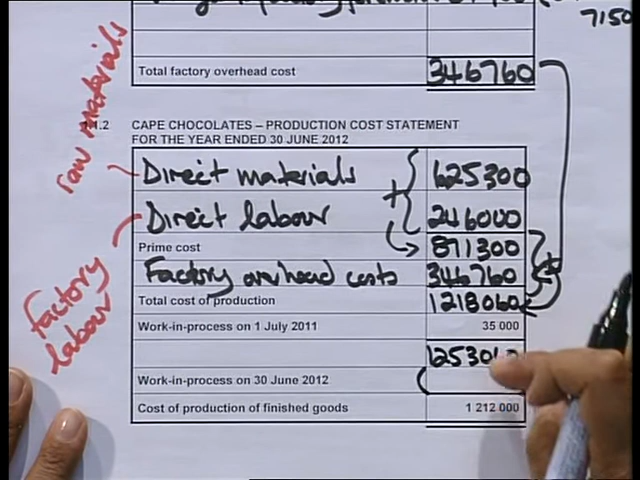 7150
Total factory overhead cost 346760
raw materials
1.1.2 CAPE CHOCOLATES – PRODUCTION COST STATEMENT
FOR THE YEAR ENDED 30 JUNE 2012
Direct materials 625300
+
Direct labour 246000
Prime cost 871300
Factory overhead costs 346760 +
Factory labour
Total cost of production 1218060
Work-in-process on 1 July 2011 35 000
Work-in-process on 30 June 2012 (
Cost of production of finished goods 1 212 000